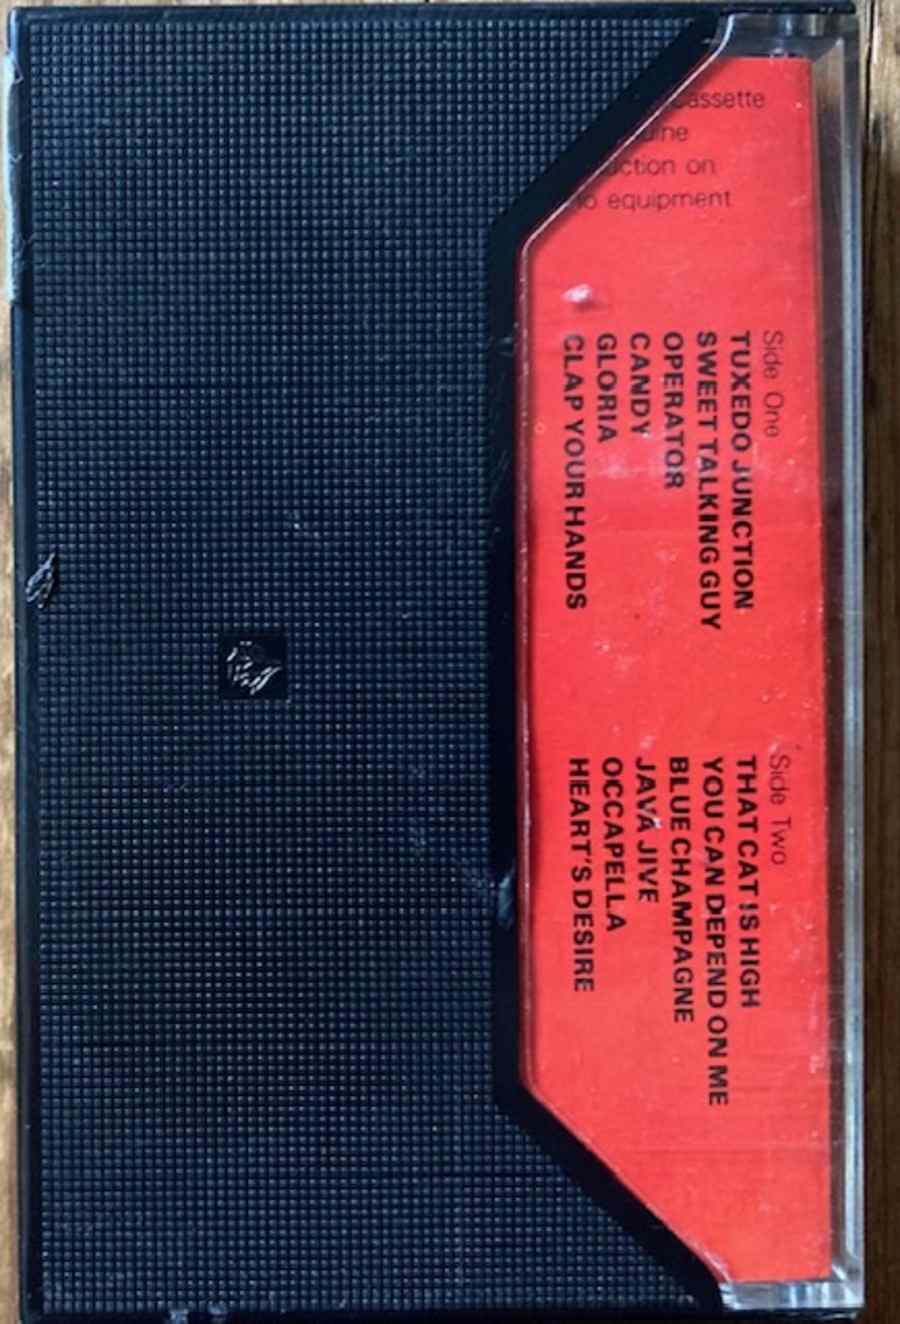 cassette
equipment
on
Side One
TUXEDO JUNCTION
SWEET TALKING GUY
OPERATOR
CANDY
GLORIA
CLAP YOUR HANDS
Side Two
THAT CAT IS HIGH
YOU CAN DEPEND ON ME
BLUE CHAMPAGNE
JAVA JIVE
OCCAPELLA
HEART'S DESIRE